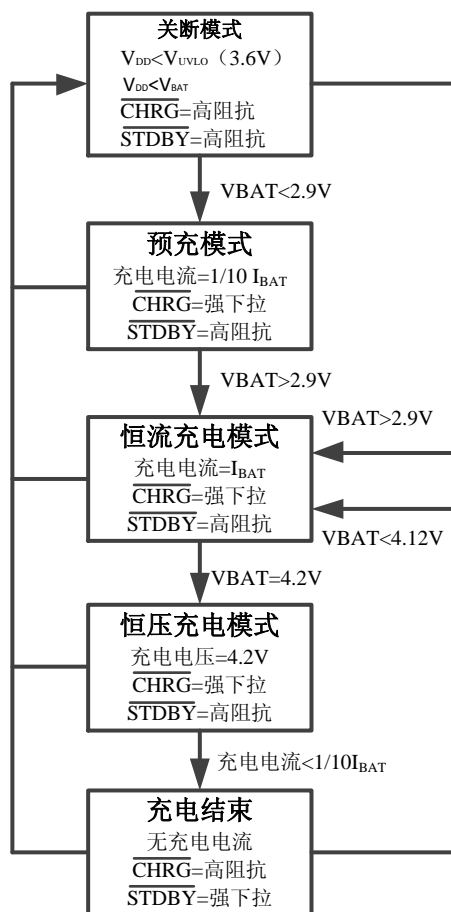 关断模式
VDD<VUVLO（3.6V）
VDD<VBAT
CHRG=高阻抗
STDBY=高阻抗
VBAT<2.9V
预充模式
充电电流=1/10 IBAT
CHRG=强下拉
STDBY=高阻抗
VBAT>2.9V
VBAT>2.9V
恒流充电模式
充电电流=IBAT
CHRG=强下拉
STDBY=高阻抗
VBAT<4.12V
VBAT=4.2V
恒压充电模式
充电电压=4.2V
CHRG=强下拉
STDBY=高阻抗
充电电流<1/10IBAT
充电结束
无充电电流
CHRG=高阻抗
STDBY=强下拉